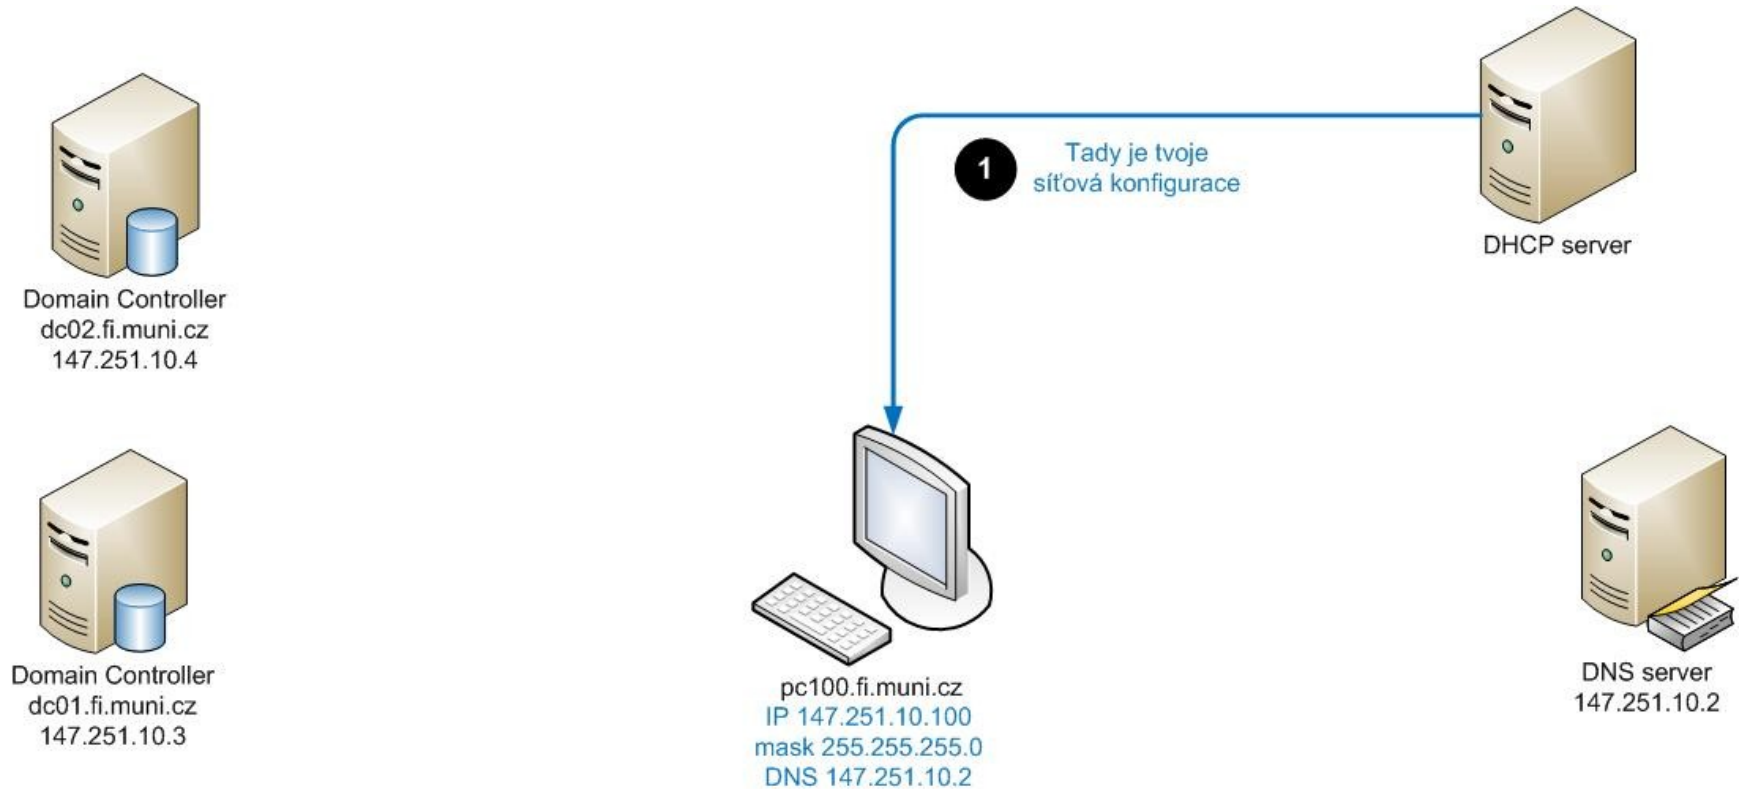 1
Tady je tvoje
síťová konfigurace
DHCP server
Domain Controller
dc02.fi.muni.cz
147.251.10.4
Domain Controller
dc01.fi.muni.cz
147.251.10.3
pc100.fi.muni.cz
IP 147.251.10.100
mask 255.255.255.0
DNS 147.251.10.2
DNS server
147.251.10.2